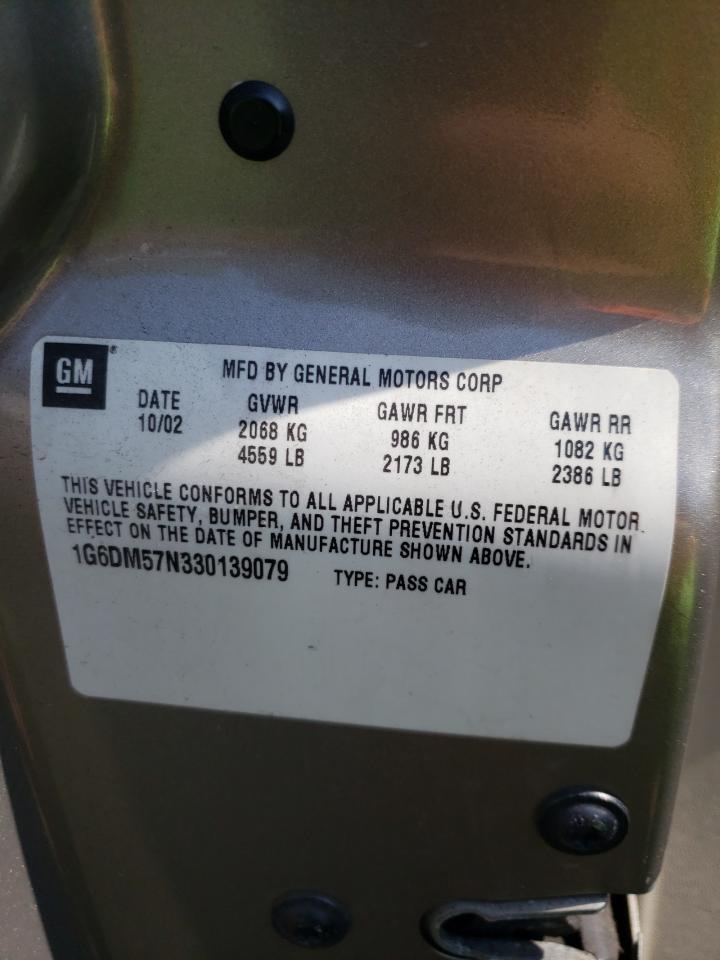 GM
MFD BY GENERAL MOTORS CORP
DATE GVWR GAWR FRT GAWR RR
10/02 2068 KG 986 KG 1082 KG
4559 LB 2173 LB 2386 LB
THIS VEHICLE CONFORMS TO ALL APPLICABLE U.S. FEDERAL MOTOR
VEHICLE SAFETY, BUMPER, AND THEFT PREVENTION STANDARDS IN
EFFECT ON THE DATE OF MANUFACTURE SHOWN ABOVE.
1G6DM57N330139079 TYPE: PASS CAR